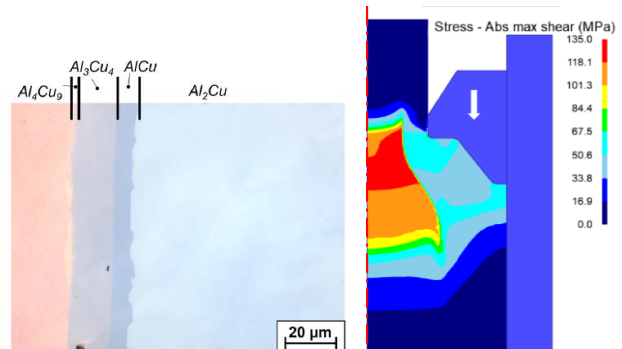 Al3Cu4
AlCu
Al4Cu9
Al2Cu
20 µm
Stress - Abs max shear (MPa)
135.0
118.1
101.3
84.4
67.5
50.6
33.8
16.9
0.0